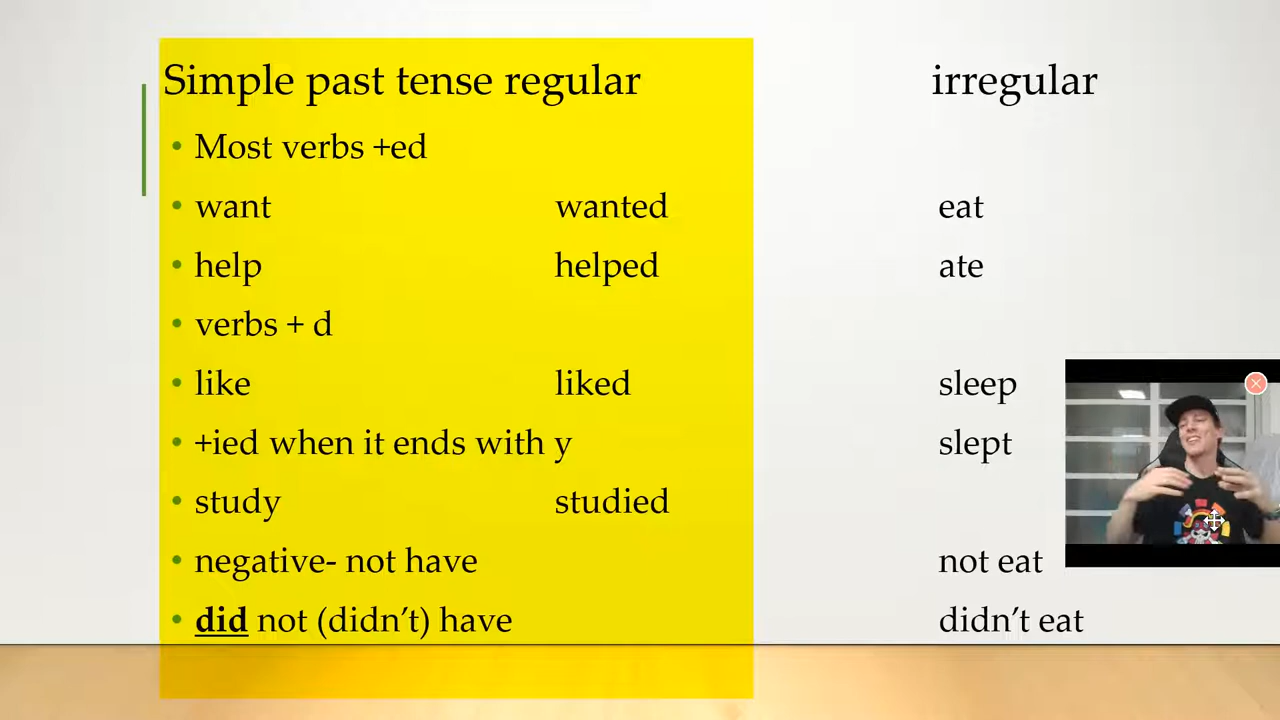 Simple past tense regular irregular
• Most verbs +ed
• want wanted eat
• help helped ate
• verbs + d
• like liked sleep
• +ied when it ends with y slept
• study studied
• negative- not have not eat
• did not (didn’t) have didn’t eat